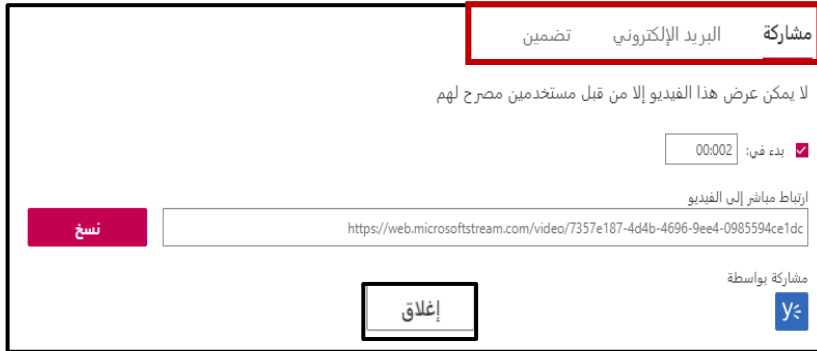 مشاركة البريد الإلكتروني تضمين
لا يمكن عرض هذا الفيديو إلا من قبل مستخدمين مصرح لهم
بدء في: 00:002
ارتباط مباشر إلى الفيديو
https://web.microsoftstream.com/video/7357e187-4d4b-4696-9ee4-0985594ce1dc نسخ
مشاركة بواسطة
إغلاق